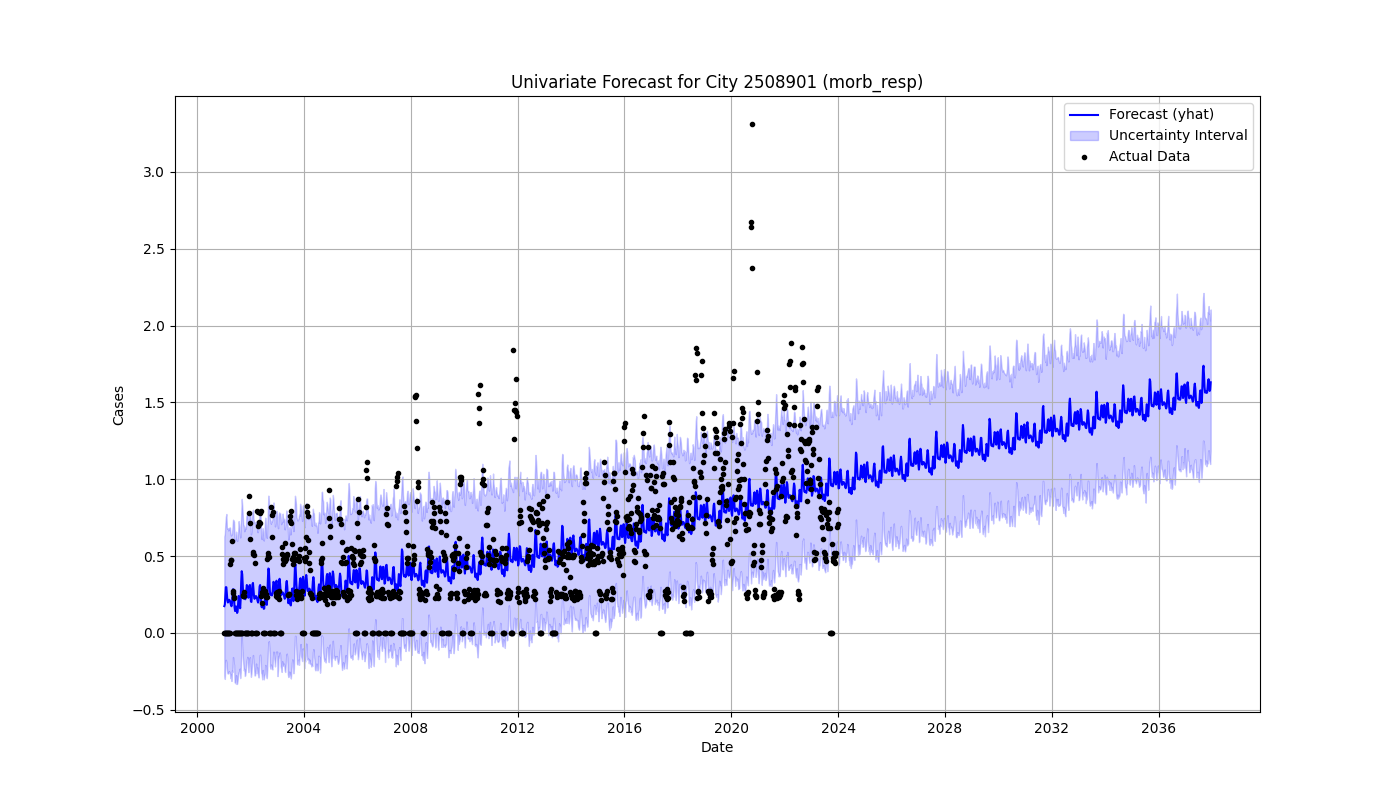 Univariate Forecast for City 2508901 (morb_resp)
Forecast (yhat)
Uncertainty Interval
Actual Data
Cases
3.0
2.5
2.0
1.5
1.0
0.5
0.0
−0.5
2000 2004 2008 2012 2016 2020 2024 2028 2032 2036
Date